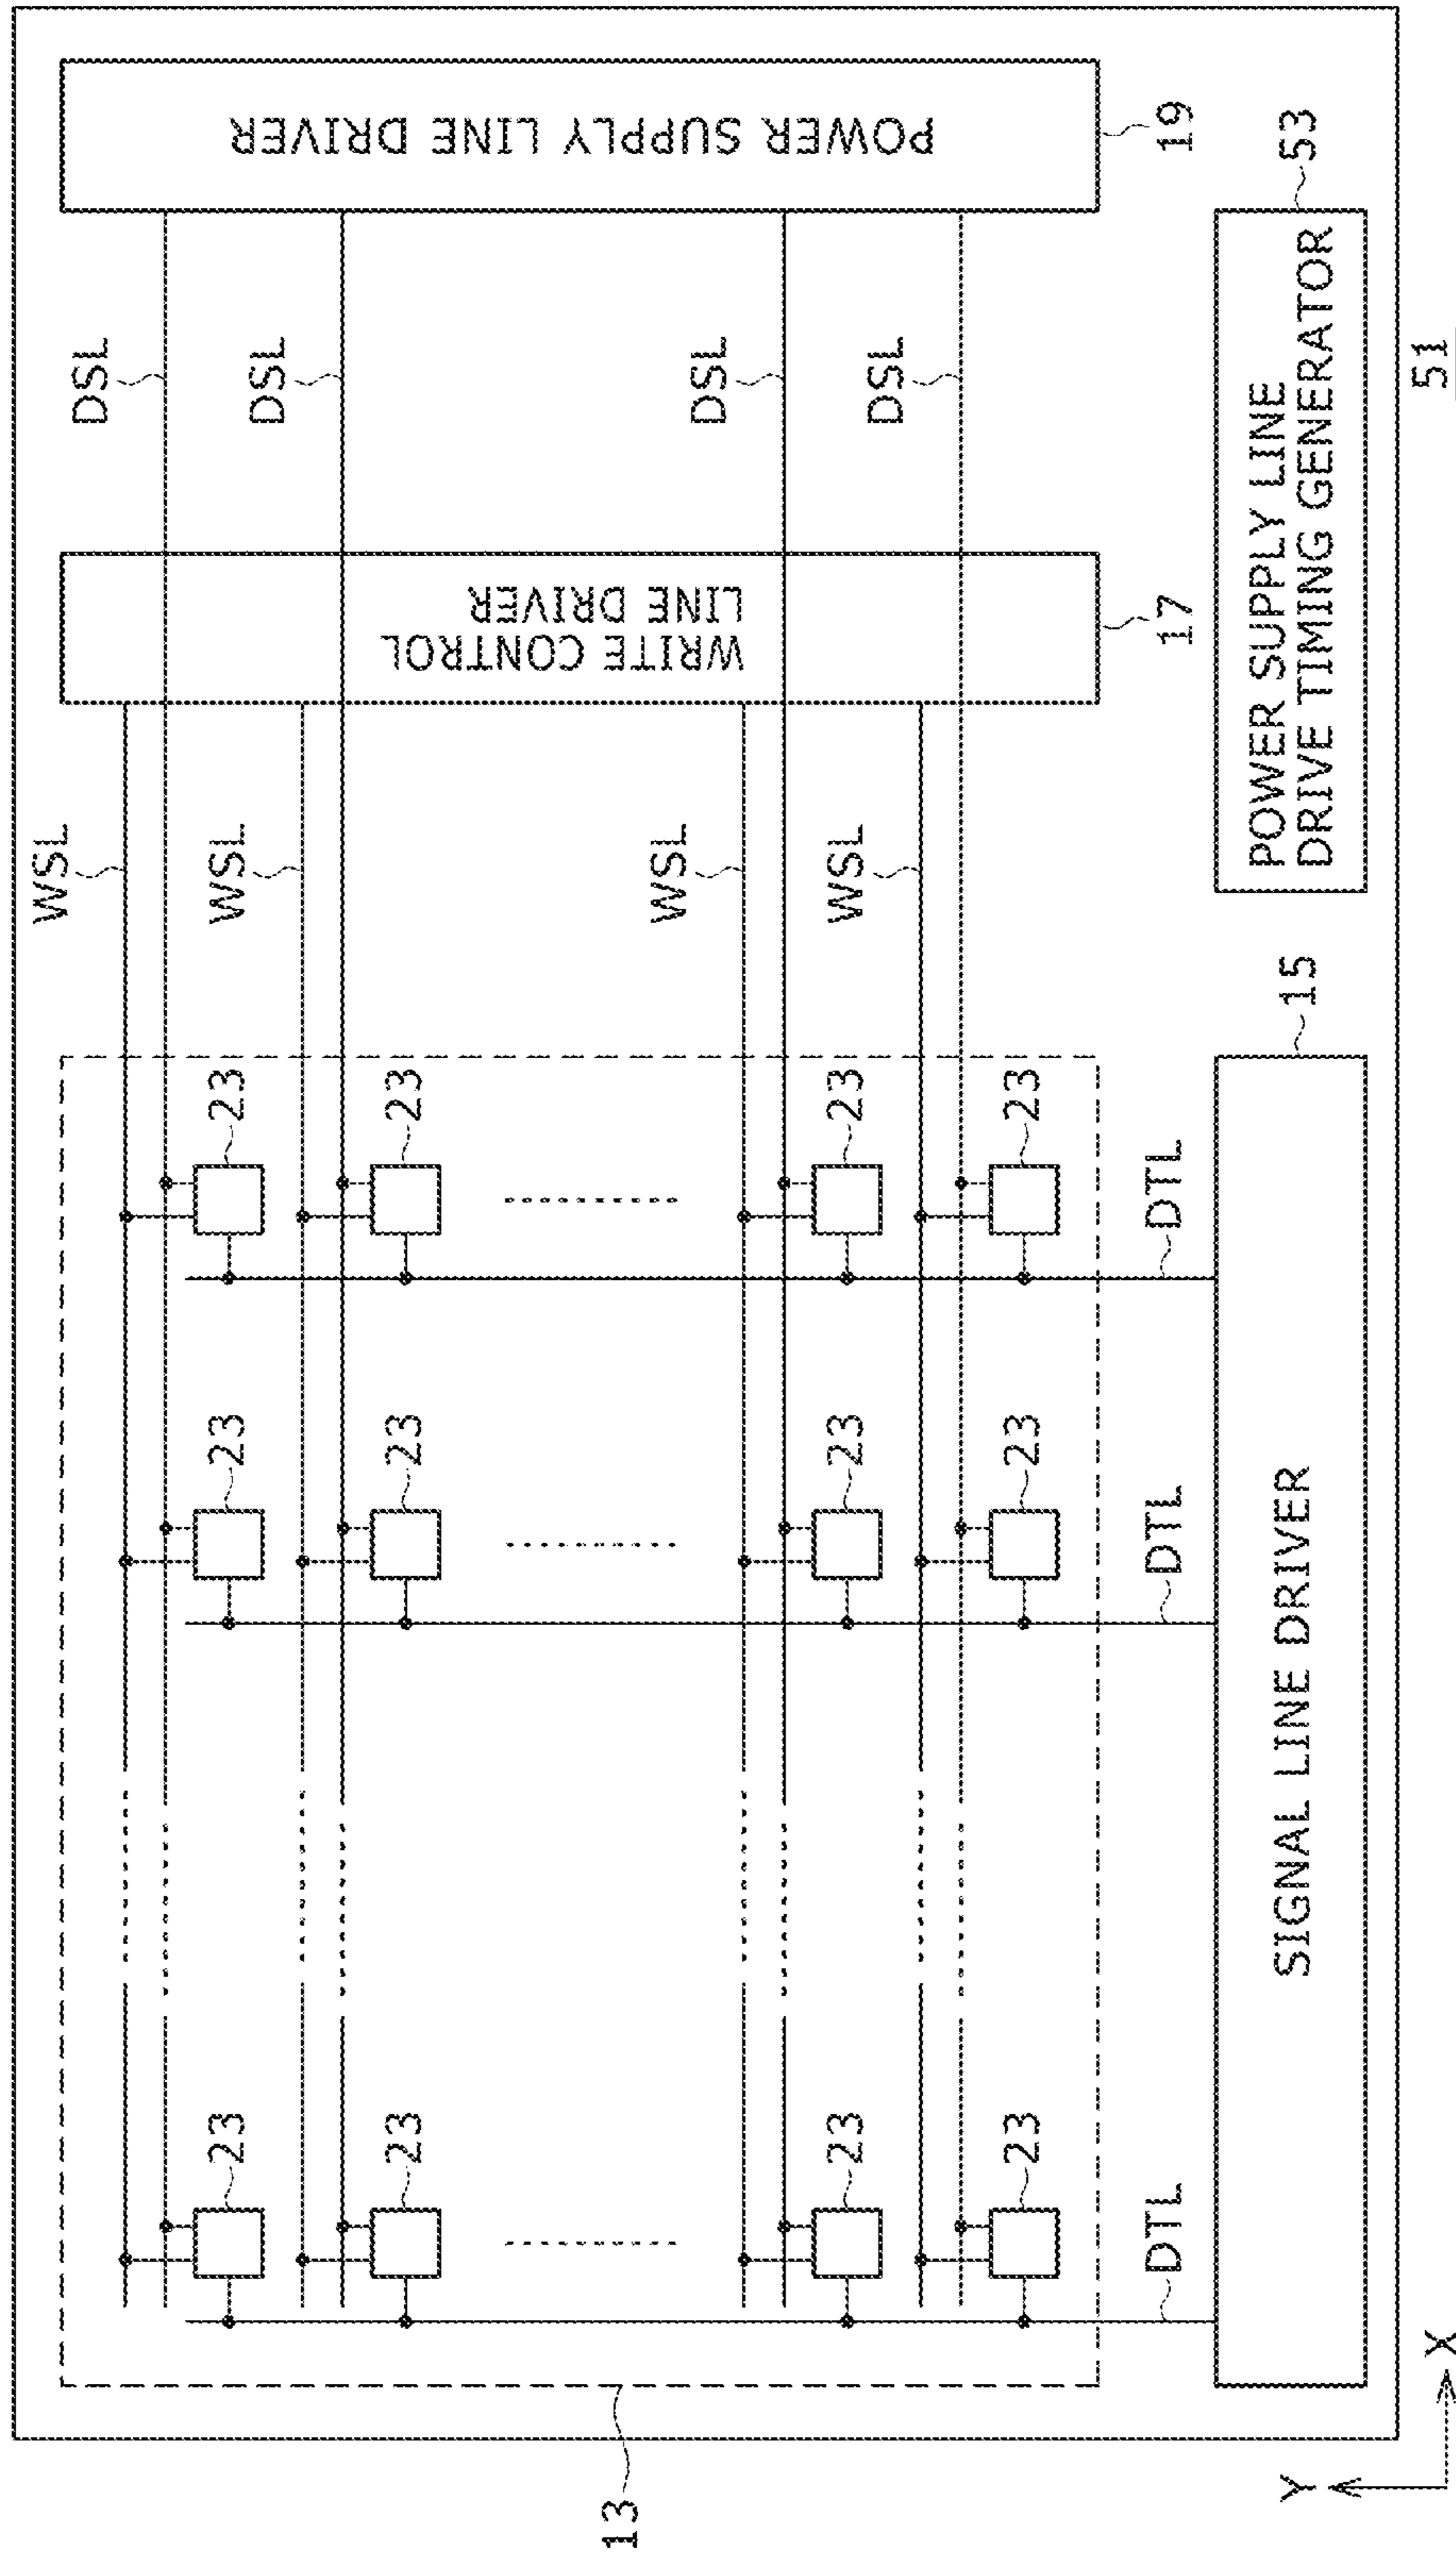 WSL
DSL
23
23
23
WSL
DSL
23
23
23
13
WRITE CONTROL
LINE DRIVER
POWER SUPPLY LINE DRIVER
WSL
DSL
23
23
23
WSL
DSL
23
23
23
DTL
DTL
DTL
17
19
SIGNAL LINE DRIVER
15
POWER SUPPLY LINE
DRIVE TIMING GENERATOR
53
Y
X
51